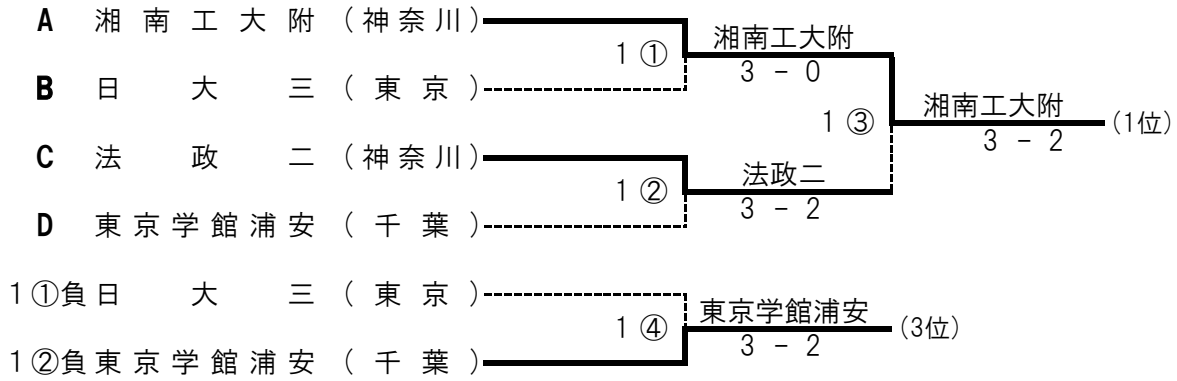 A 湘南工大附 (神奈川)
1 ① 湘南工大附
3 - 0
B 日大三 (東京)
1 ③ 湘南工大附 (1位)
3 - 2
C 法政二 (神奈川)
1 ② 法政二
3 - 2
D 東京学館浦安 (千葉)
1①負 日大三 (東京)
1 ④ 東京学館浦安 (3位)
3 - 2
1②負 東京学館浦安 (千葉)